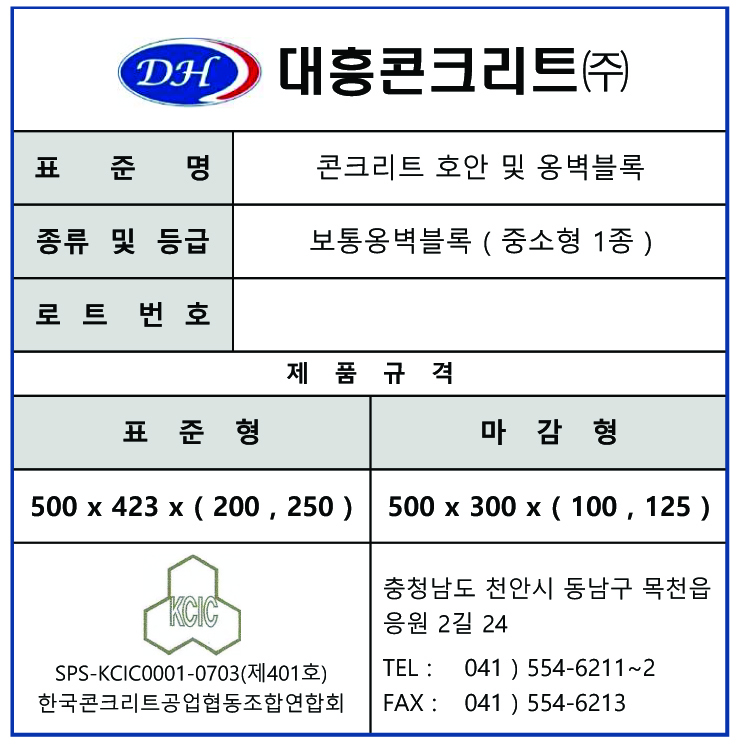 DH 대흥콘크리트㈜
표 준 명 콘크리트 호안 및 옹벽블록
종류 및 등급 보통옹벽블록 ( 중소형 1종 )
로 트 번 호
제 품 규 격
표 준 형 마 감 형
500 x 423 x ( 200 , 250 ) 500 x 300 x ( 100 , 125 )
KCIC
SPS-KCIC0001-0703(제401호)
한국콘크리트공업협동조합연합회
충청남도 천안시 동남구 목천읍
응원 2길 24
TEL : 041 ) 554-6211~2
FAX : 041 ) 554-6213